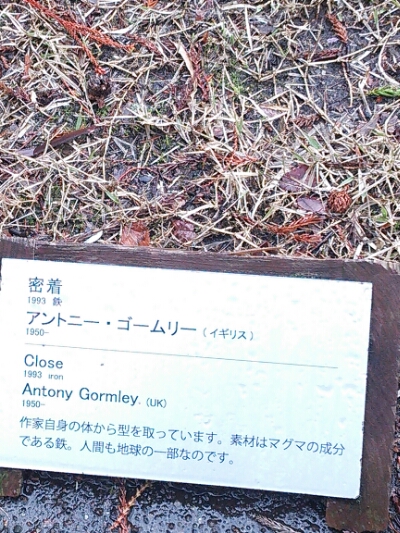 密着
1993 鉄
アントニー・ゴームリー（イギリス）
1950-
Close
1993 iron
Antony Gormley. (UK)
1950-
作家自身の体から型を取っています。素材はマグマの成分
である鉄。人間も地球の一部なのです。